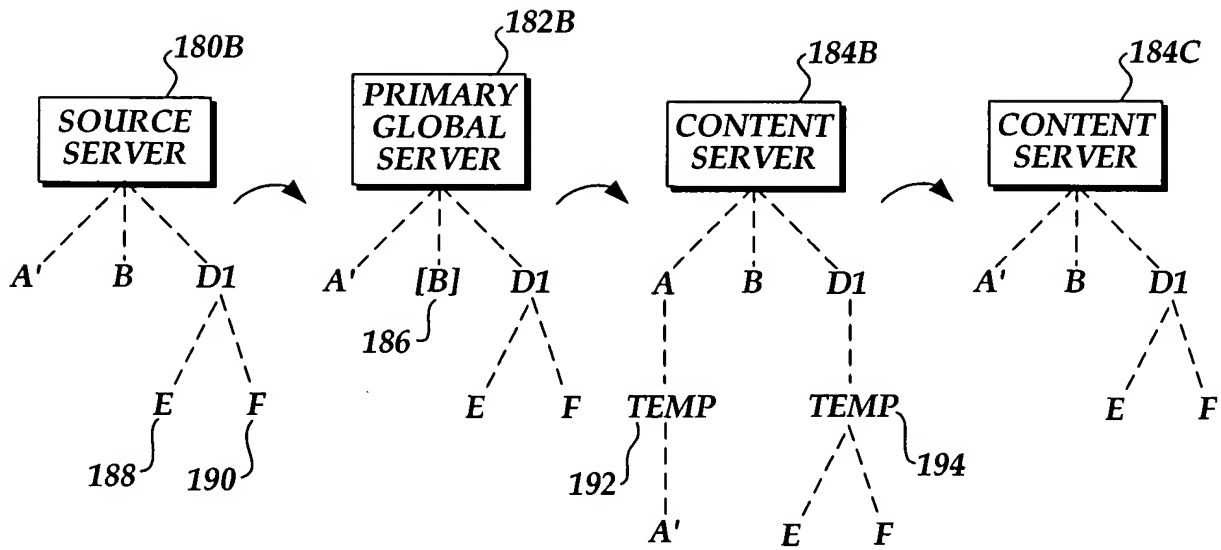 180B
182B
184B
184C
SOURCE
SERVER
PRIMARY
GLOBAL
SERVER
CONTENT
SERVER
CONTENT
SERVER
A' B D1
A' [B] D1
A B D1
A' B D1
186
E F
E F
TEMP TEMP
E F
188 190
192 194
A' E F